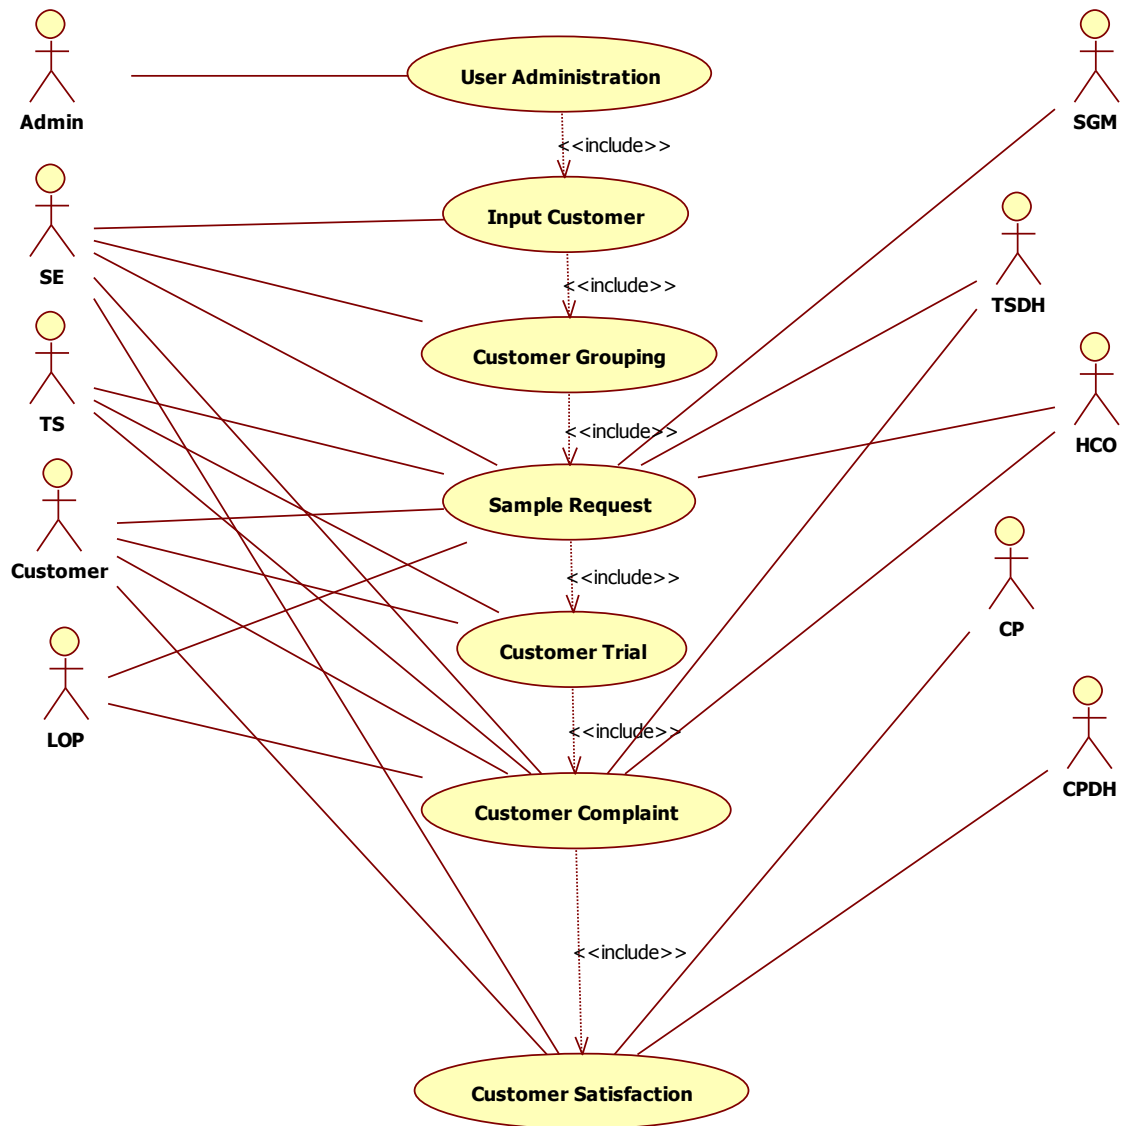 Admin
User Administration
SGM
<<include>>
Input Customer
SE
<<include>>
TSDH
Customer Grouping
TS
<<include>>
HCO
Sample Request
Customer
<<include>>
CP
Customer Trial
LOP
<<include>>
CPDH
Customer Complaint
<<include>>
Customer Satisfaction